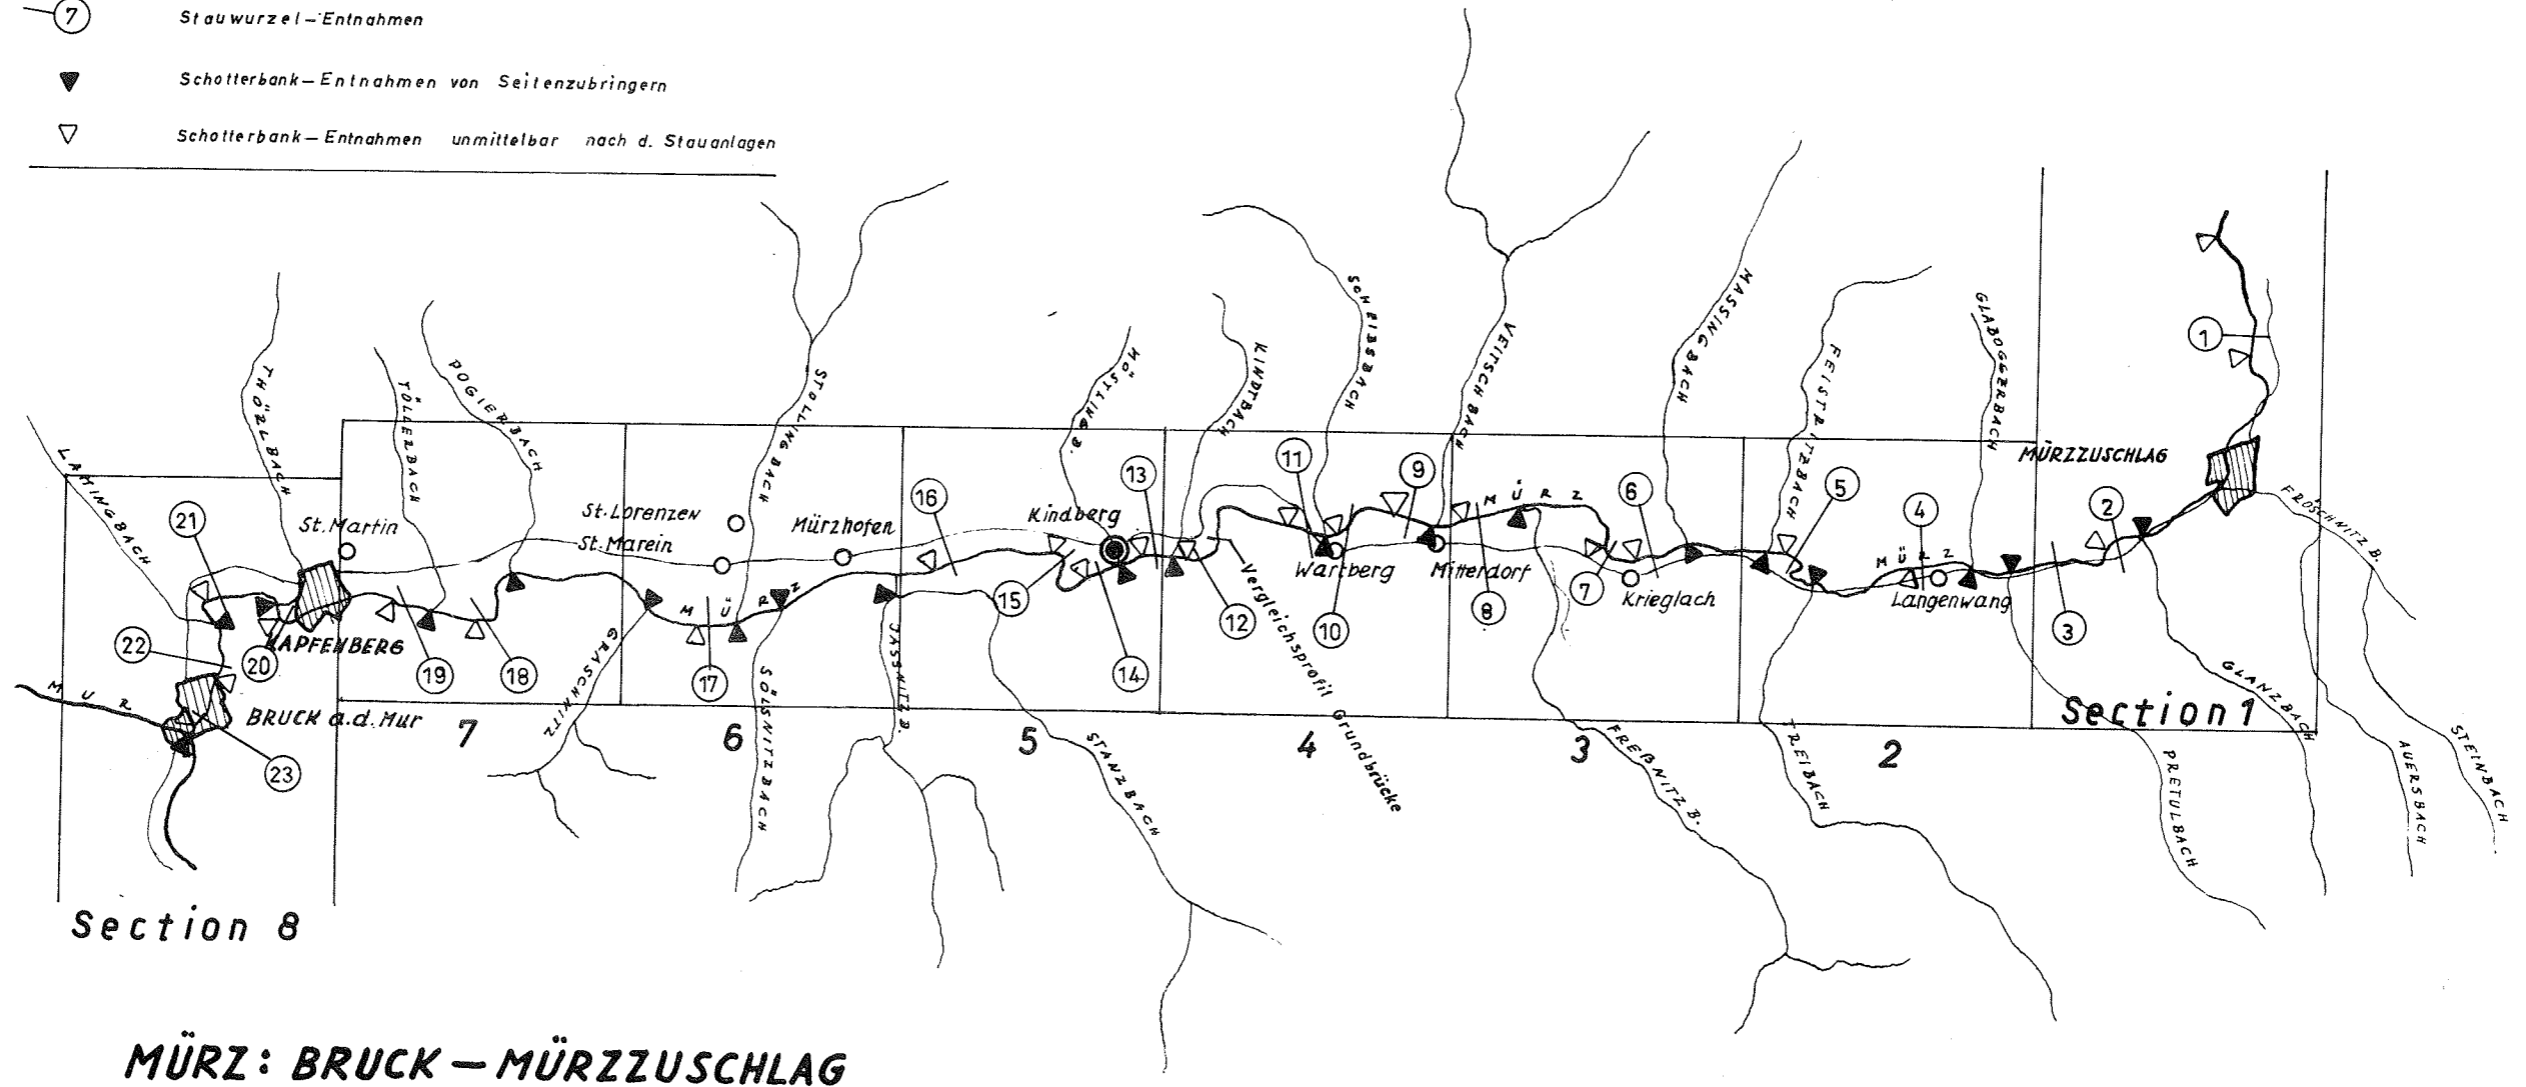 7 Stauwurzel-Entnahmen
Schotterbank-Entnahmen von Seitenzubringern
Schotterbank-Entnahmen unmittelbar nach d. Stauanlagen
LAMINGBACH
THÖRLBACH
TÖLLERBACH
POGIERBACH
STOLLINGBACH
MÖSTLING B.
KINDTBACH
SCHEIBSBACH
VEITSCHBACH
MASSINGBACH
FEISTRITZBACH
GLABOGGERBACH
1
MÜRZZUSCHLAG
FRÖSCHNITZ B.
21
St. Martin
St. Lorenzen
St. Marein
Mürzhofen
16
Kindberg
13
11
9
MÜRZ
6
5
4
2
15
12
Wartberg
10
Mitterdorf
8
7
Krieglach
MÜRZ
Langenwang
3
22
20
KAPFENBERG
19
18
MÜRZ
17
14
Vergleichsprofil Grundbrücke
MUR
BRUCK a.d. Mur
23
GRASCHNITZ
SÖLSNITZBACH
JASSNITZ B.
STANZBACH
FREßNITZ B.
TREIBACH
PRETULBACH
GLANZBACH
AUERSBACH
STEINBACH
Section 1
7
6
5
4
3
2
Section 8
MÜRZ: BRUCK – MÜRZZUSCHLAG